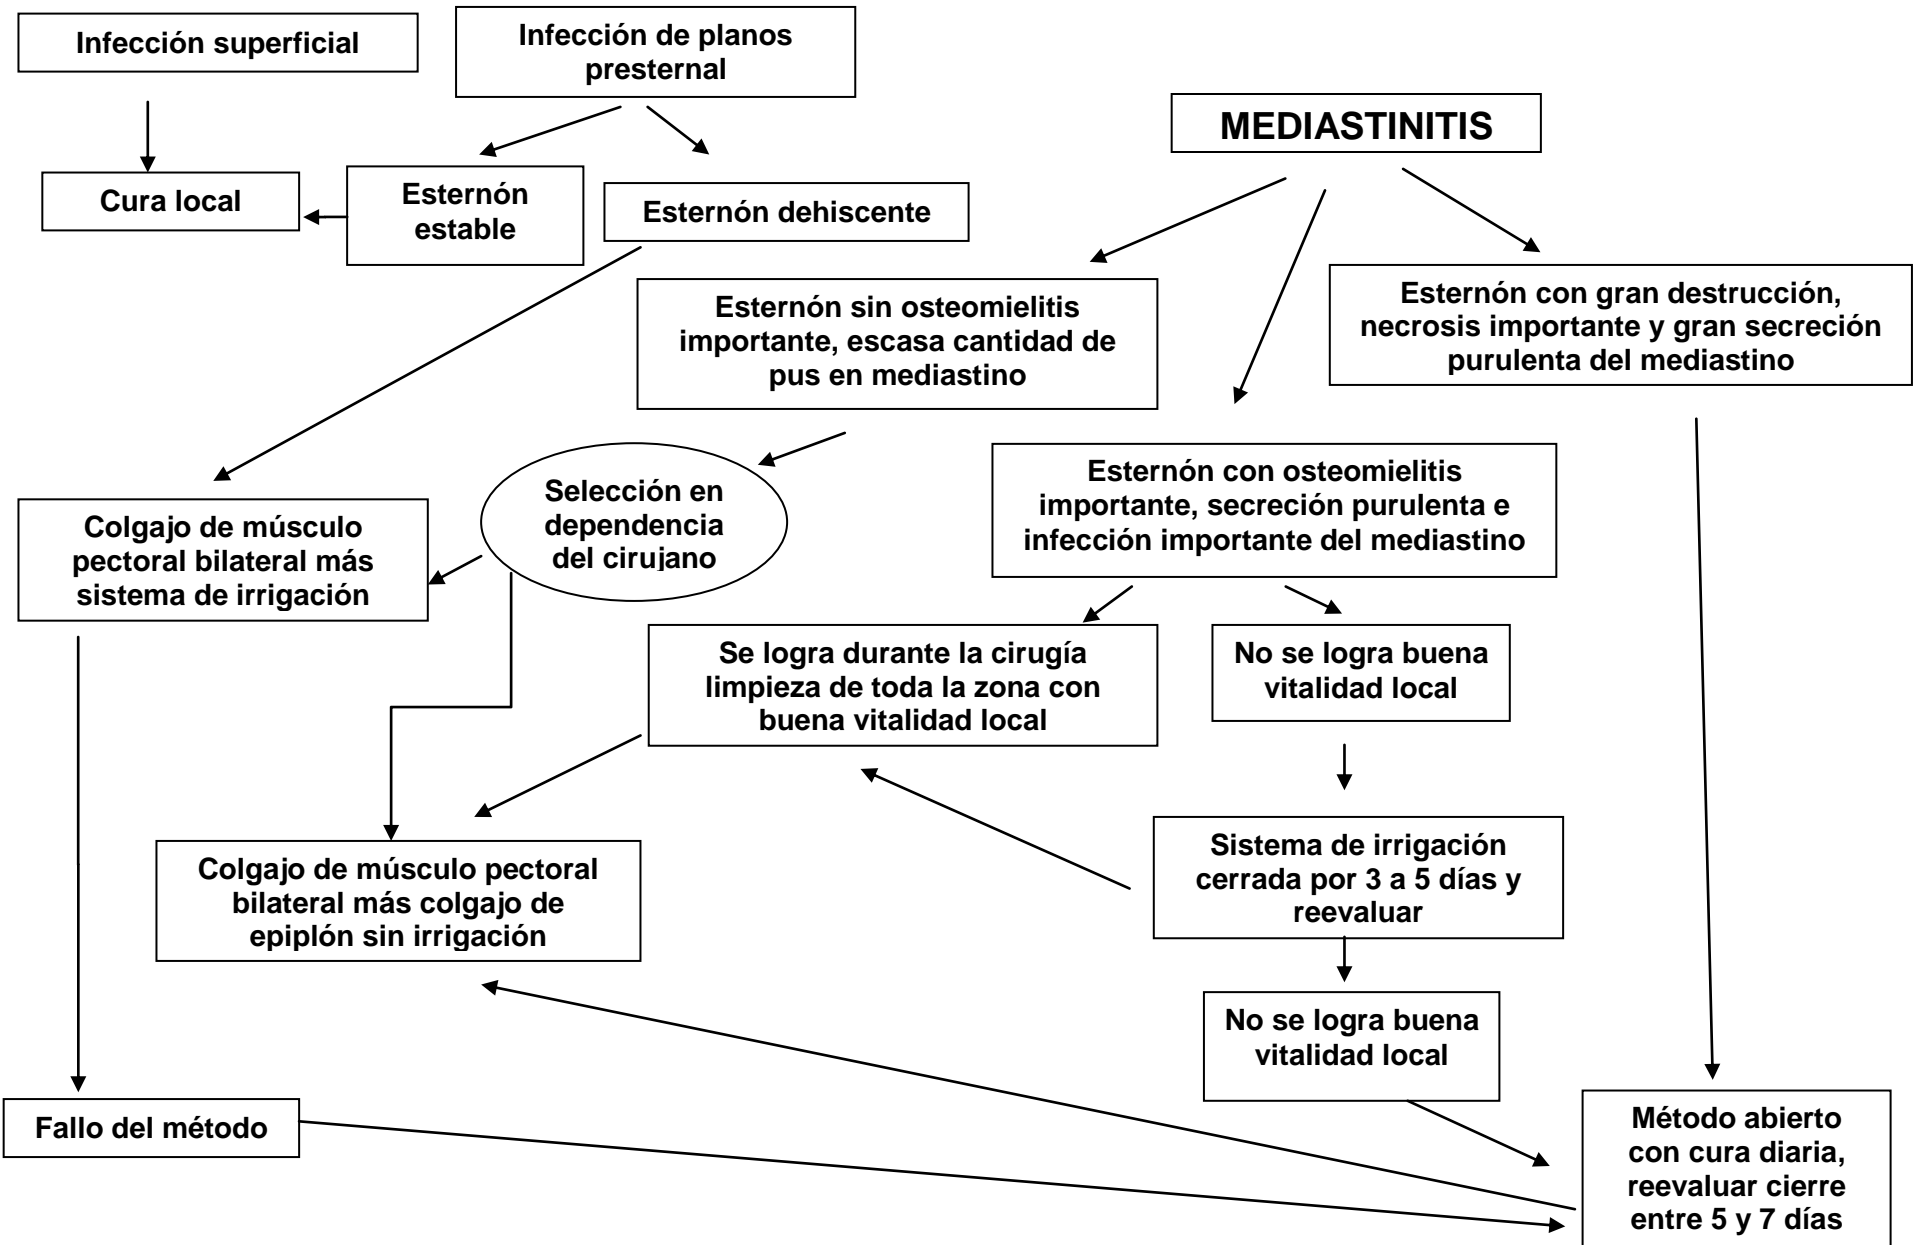 Infección superficial
Infección de planos
presternal
MEDIASTINITIS
Cura local
Esternón
estable
Esternón dehiscente
Esternón sin osteomielitis
importante, escasa cantidad de
pus en mediastino
Esternón con gran destrucción,
necrosis importante y gran secreción
purulenta del mediastino
Selección en
dependencia
del cirujano
Esternón con osteomielitis
importante, secreción purulenta e
infección importante del mediastino
Colgajo de músculo
pectoral bilateral más
sistema de irrigación
Se logra durante la cirugía
limpieza de toda la zona con
buena vitalidad local
No se logra buena
vitalidad local
Sistema de irrigación
cerrada por 3 a 5 días y
reevaluar
Colgajo de músculo pectoral
bilateral más colgajo de
epiplón sin irrigación
No se logra buena
vitalidad local
Fallo del método
Método abierto
con cura diaria,
reevaluar cierre
entre 5 y 7 días